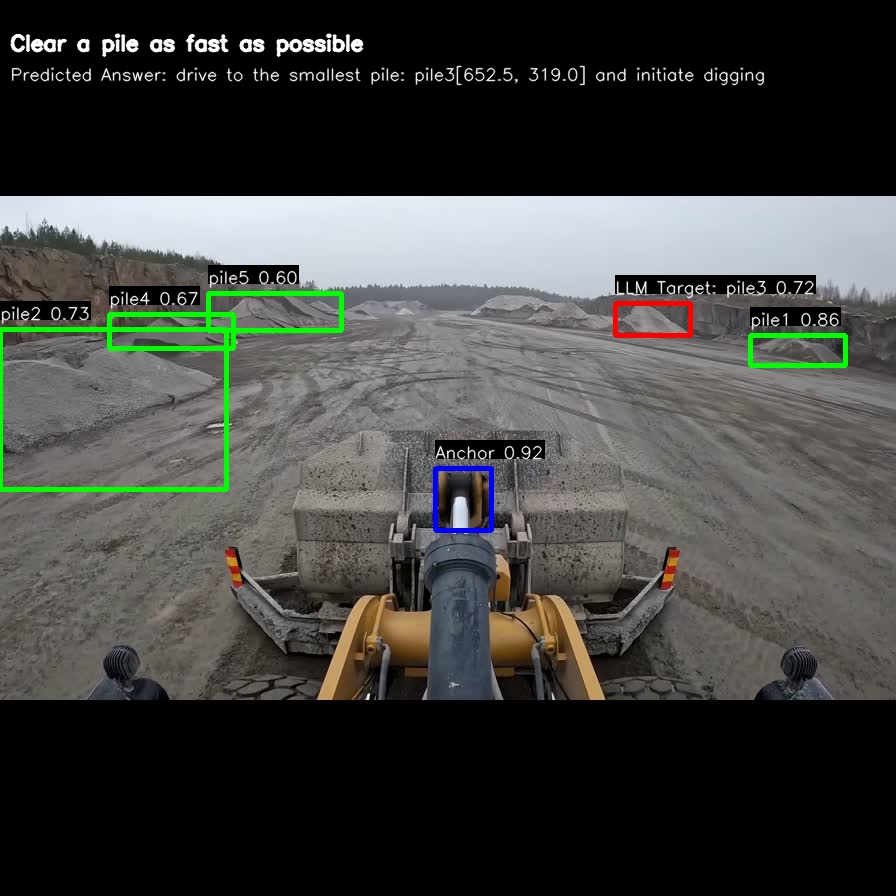 Clear a pile as fast as possible
Predicted Answer: drive to the smallest pile: pile3[652.5, 319.0] and initiate digging
pile5 0.60
LLM Target: pile3 0.72
pile4 0.67
pile2 0.73
pile1 0.86
Anchor 0.92